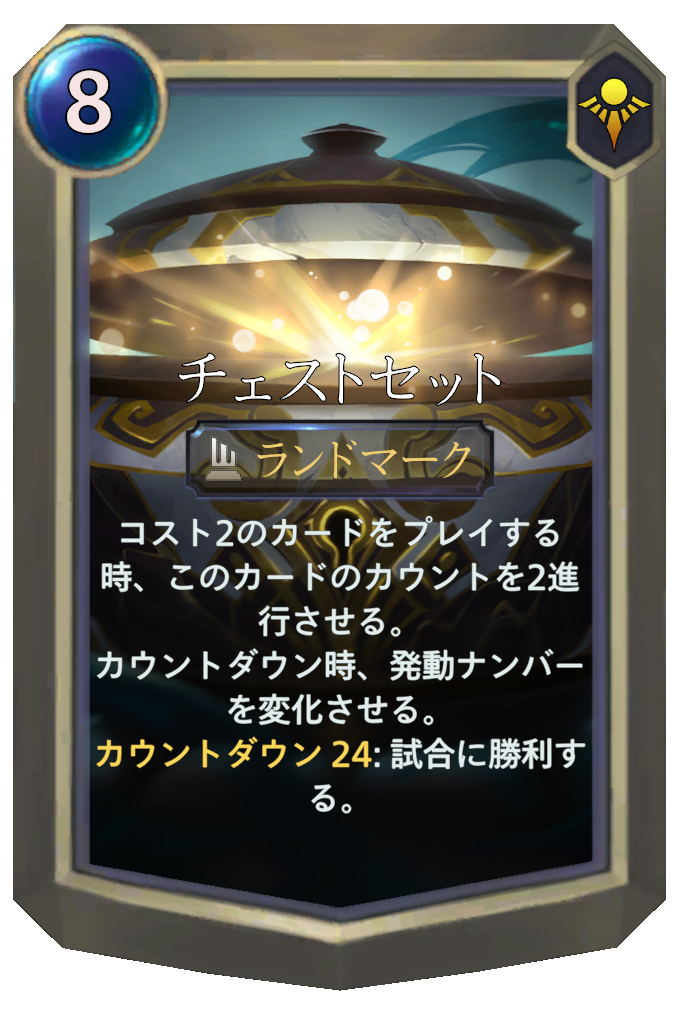 8
チェストセット
ランドマーク
コスト2のカードをプレイする
時、このカードのカウントを2進
行させる。
カウントダウン時、発動ナンバー
を変化させる。
カウントダウン 24: 試合に勝利す
る。